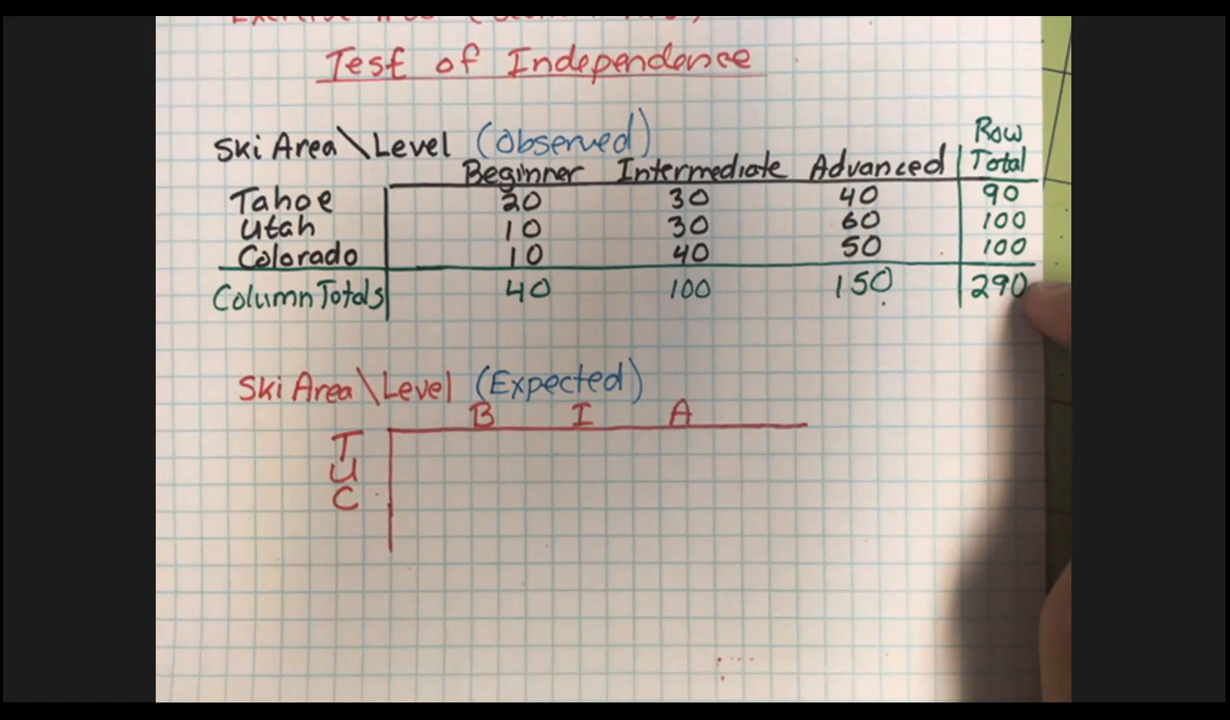 Test of Independence
Ski Area\Level (Observed)
Row
Beginner Intermediate Advanced Total
Tahoe 20 30 40 90
Utah 10 30 60 100
Colorado 10 40 50 100
Column Totals 40 100 150 290
Ski Area\Level (Expected)
B I A
T
U
C